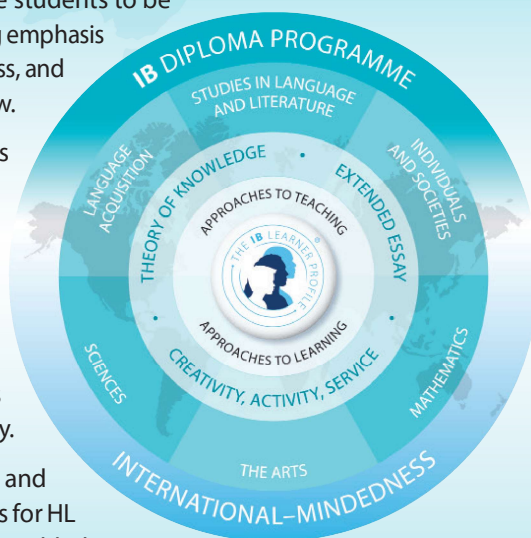 e students to be
g emphasis
ss, and
w.
s
y.
and
s for HL
IB DIPLOMA PROGRAMME
STUDIES IN LANGUAGE
AND LITERATURE
LANGUAGE
ACQUISITION
INDIVIDUALS
AND SOCIETIES
THEORY OF KNOWLEDGE
•
EXTENDED ESSAY
•
CREATIVITY, ACTIVITY, SERVICE
•
APPROACHES TO TEACHING
THE IB LEARNER PROFILE
APPROACHES TO LEARNING
SCIENCES
MATHEMATICS
THE ARTS
INTERNATIONAL–MINDEDNESS